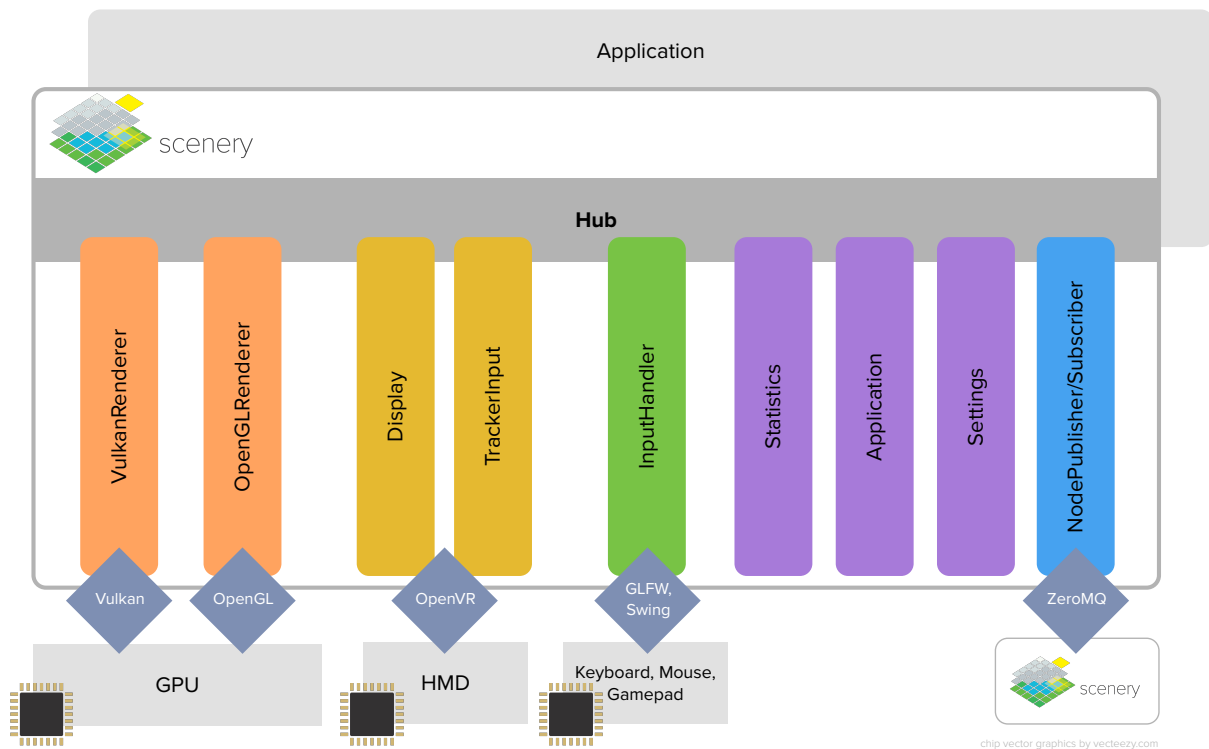 Application
scenery
Hub
VulkanRenderer
OpenGLRenderer
Display
TrackerInput
InputHandler
Statistics
Application
Settings
NodePublisher/Subscriber
Vulkan
OpenGL
OpenVR
GLFW,
Swing
ZeroMQ
GPU
HMD
Keyboard, Mouse,
Gamepad
scenery
chip vector graphics by vecteezy.com